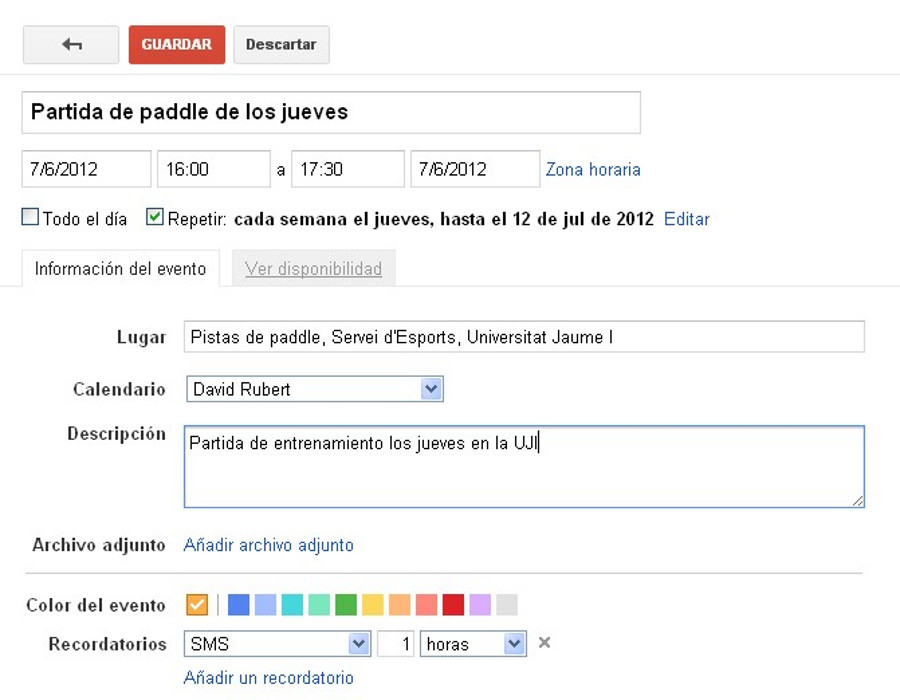 GUARDAR Descartar
Partida de paddle de los jueves
7/6/2012 16:00 a 17:30 7/6/2012 Zona horaria
Todo el día Repetir: cada semana el jueves, hasta el 12 de jul de 2012 Editar
Información del evento Ver disponibilidad
Lugar Pistas de paddle, Servei d'Esports, Universitat Jaume I
Calendario David Rubert
Descripción Partida de entrenamiento los jueves en la UJI
Archivo adjunto Añadir archivo adjunto
Color del evento
Recordatorios SMS 1 horas
Añadir un recordatorio